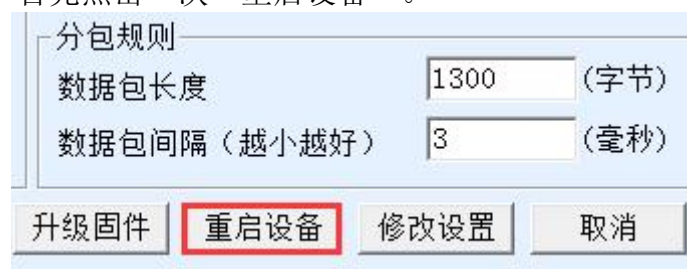 分包规则
数据包长度 1300 (字节)
数据包间隔（越小越好） 3 (毫秒)
升级固件 重启设备 修改设置 取消